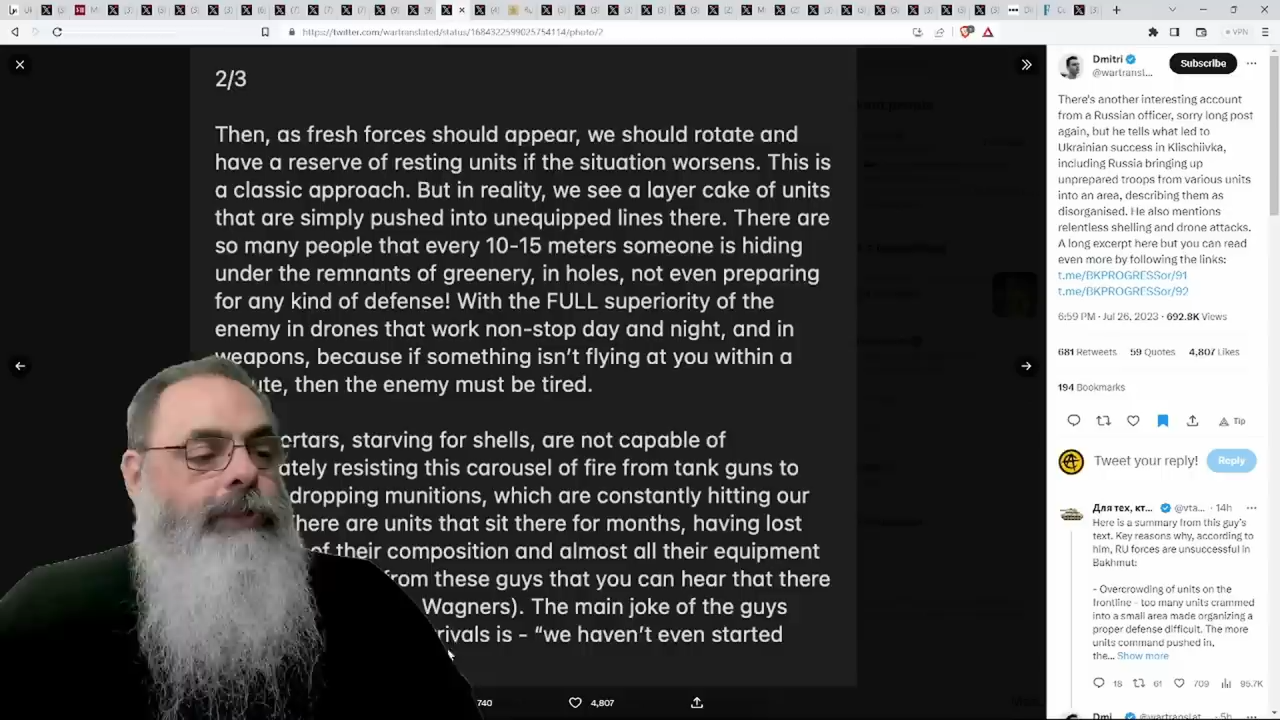 https://twitter.com/wartranslated/status/1684322599025754114/photo/2
VPN
2/3
Then, as fresh forces should appear, we should rotate and
have a reserve of resting units if the situation worsens. This is
a classic approach. But in reality, we see a layer cake of units
that are simply pushed into unequipped lines there. There are
so many people that every 10-15 meters someone is hiding
under the remnants of greenery, in holes, not even preparing
for any kind of defense! With the FULL superiority of the
enemy in drones that work non-stop day and night, and in
weapons, because if something isn't flying at you within a
ute, then the enemy must be tired.
rtars, starving for shells, are not capable of
ately resisting this carousel of fire from tank guns to
dropping munitions, which are constantly hitting our
here are units that sit there for months, having lost
of their composition and almost all their equipment
from these guys that you can hear that there
Wagners). The main joke of the guys
rivals is - “we haven't even started
740
4,807
Dmitri
@wartransl...
Subscribe
There's another interesting account
from a Russian officer, sorry long post
again, but he tells what led to
Ukrainian success in Klischiivka,
including Russia bringing up
unprepared troops from various units
into an area, describing them as
disorganised. He also mentions
relentless shelling and drone attacks.
A long excerpt here but you can read
even more by following the links:
t.me/BKPROGRESSor/91
t.me/BKPROGRESSor/92
6:59 PM · Jul 26, 2023 · 692.8K Views
681 Retweets 59 Quotes 4,807 Likes
194 Bookmarks
Tip
Tweet your reply!
Reply
Для тех, кт... @vta... · 14h
Here is a summary from this guy's
text. Key reasons why, according to
him, RU forces are unsuccessful in
Bakhmut:
- Overcrowding of units on the
frontline - too many units crammed
into a small area made organizing a
proper defense difficult. The more
units command pushed in,
the... Show more
18 61 709 95.7K
Dmi @wartranslat... · 5h